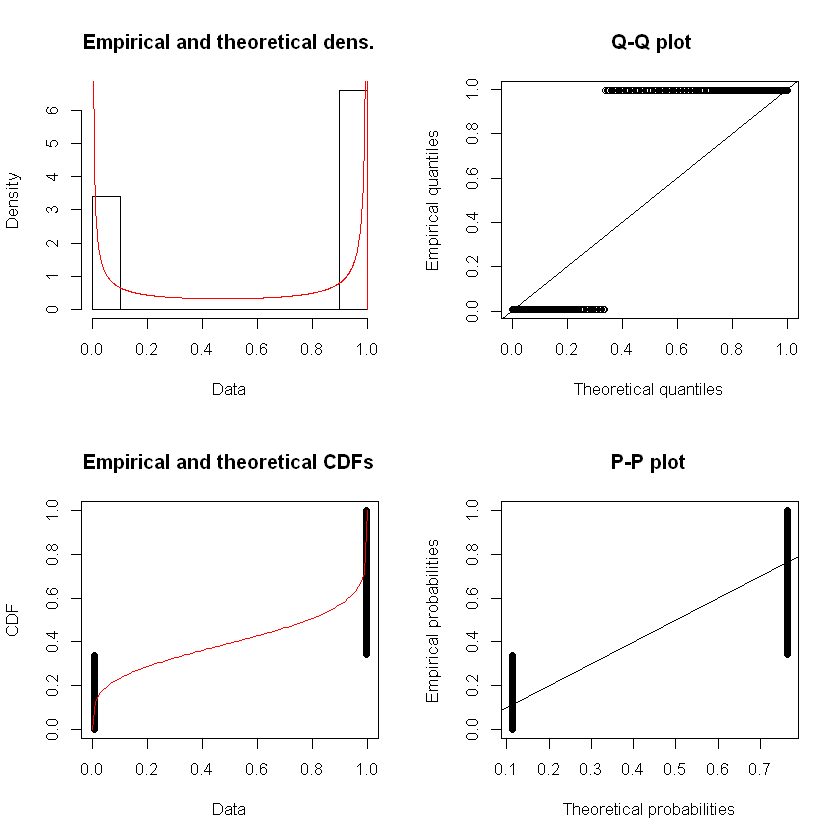 Empirical and theoretical dens.
Density
0 1 2 3 4 5 6
0.0 0.2 0.4 0.6 0.8 1.0
Data
Q-Q plot
Empirical quantiles
0.0 0.2 0.4 0.6 0.8 1.0
0.0 0.2 0.4 0.6 0.8 1.0
Theoretical quantiles
Empirical and theoretical CDFs
CDF
0.0 0.2 0.4 0.6 0.8 1.0
0.0 0.2 0.4 0.6 0.8 1.0
Data
P-P plot
Empirical probabilities
0.0 0.2 0.4 0.6 0.8 1.0
0.1 0.2 0.3 0.4 0.5 0.6 0.7
Theoretical probabilities